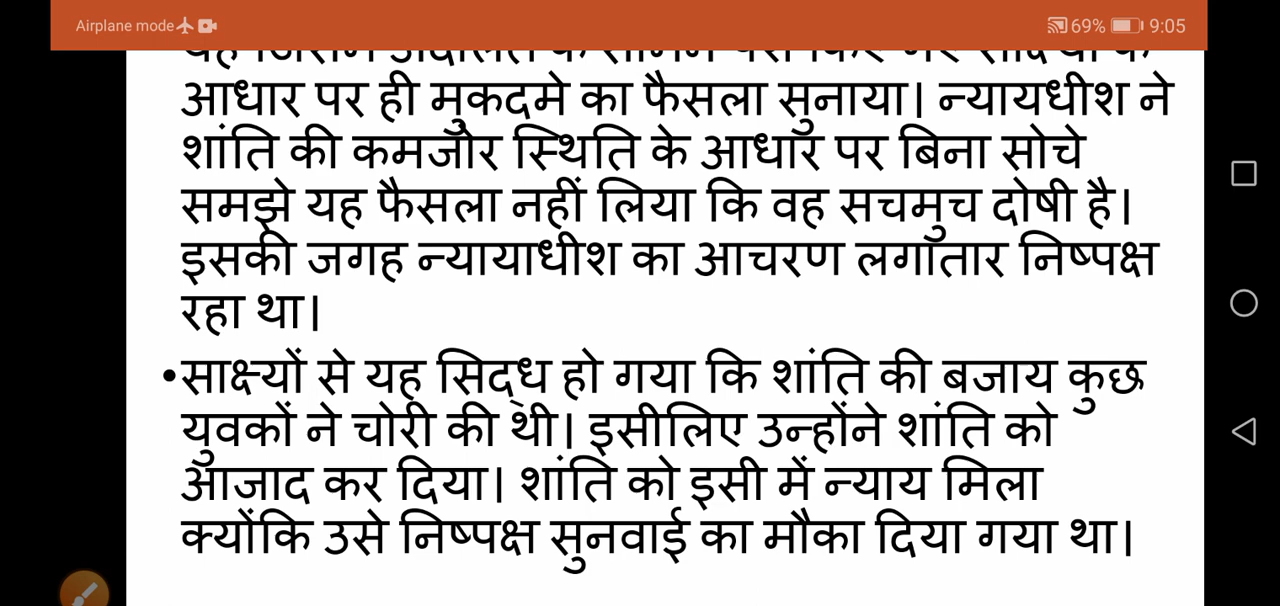 Airplane mode
69% 9:05
आधार पर ही मुकदमे का फैसला सुनाया। न्यायधीश ने
शांति की कमजोर स्थिति के आधार पर बिना सोचे
समझे यह फैसला नहीं लिया कि वह सचमुच दोषी है।
इसकी जगह न्यायाधीश का आचरण लगातार निष्पक्ष
रहा था।
•साक्ष्यों से यह सिद्ध हो गया कि शांति की बजाय कुछ
युवकों ने चोरी की थी। इसीलिए उन्होंने शांति को
आजाद कर दिया। शांति को इसी में न्याय मिला
क्योंकि उसे निष्पक्ष सुनवाई का मौका दिया गया था।